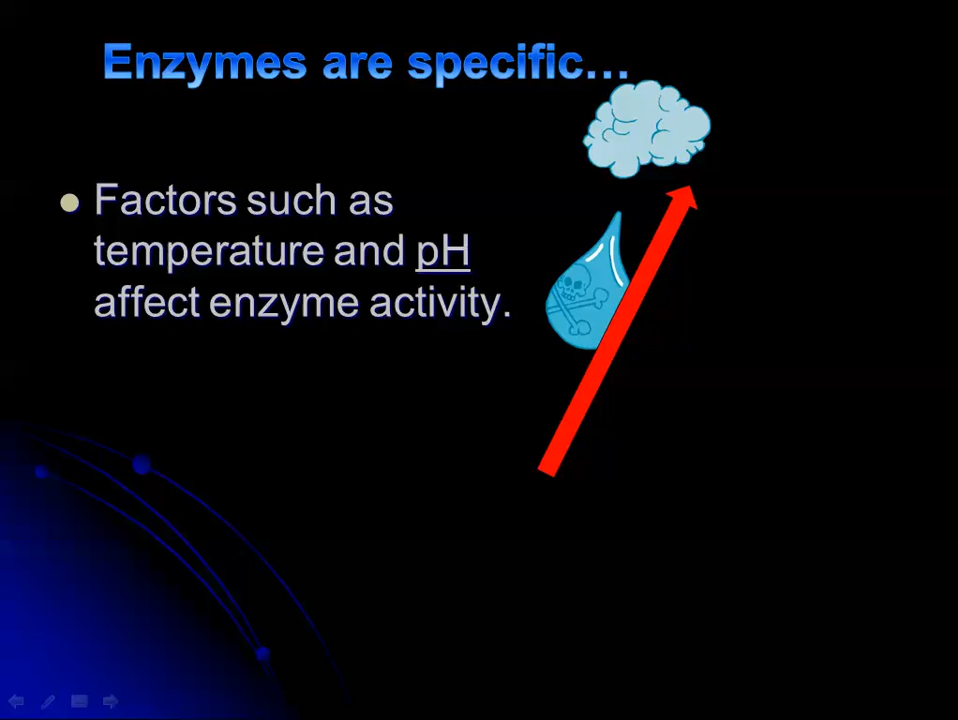 Enzymes are specific…
Factors such as
temperature and pH
affect enzyme activity.